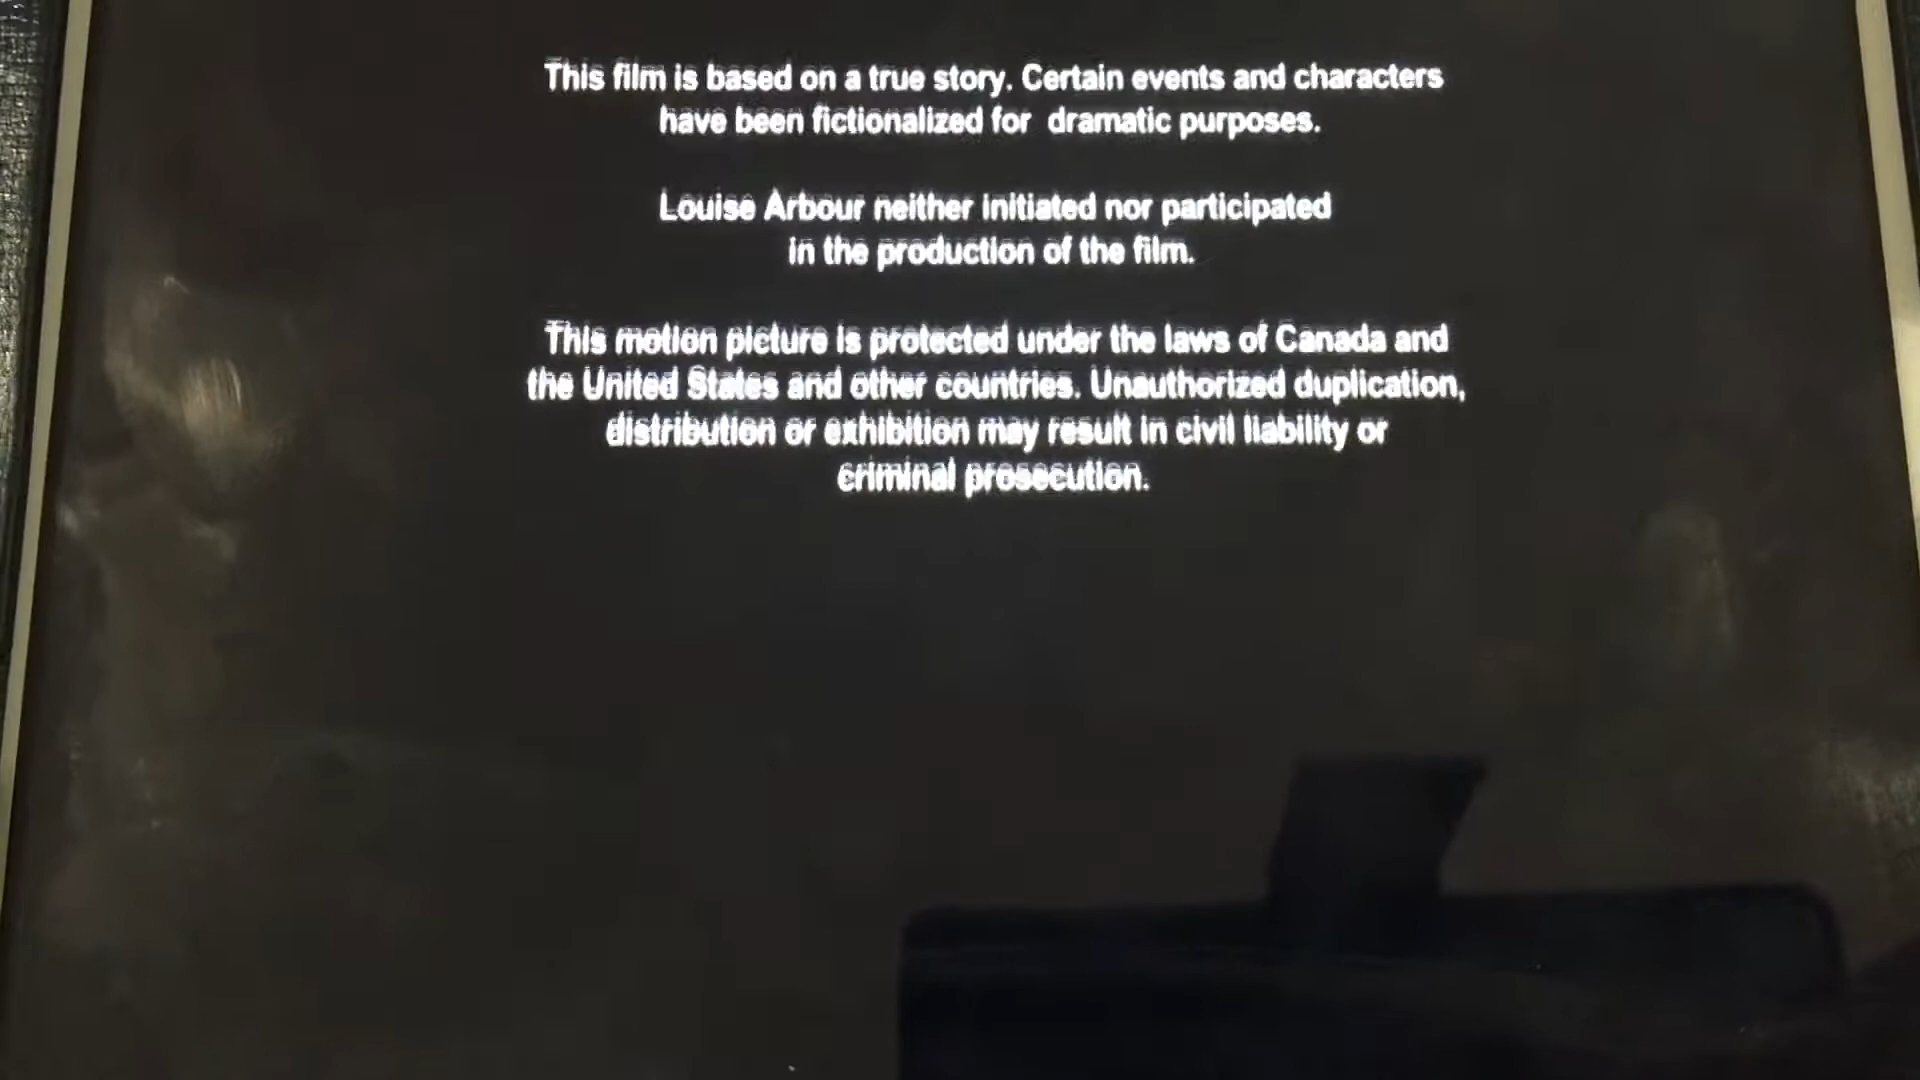 This film is based on a true story. Certain events and characters
have been fictionalized for dramatic purposes.
Louise Arbour neither initiated nor participated
in the production of the film.
This motion picture is protected under the laws of Canada and
the United States and other countries. Unauthorized duplication,
distribution or exhibition may result in civil liability or
criminal prosecution.